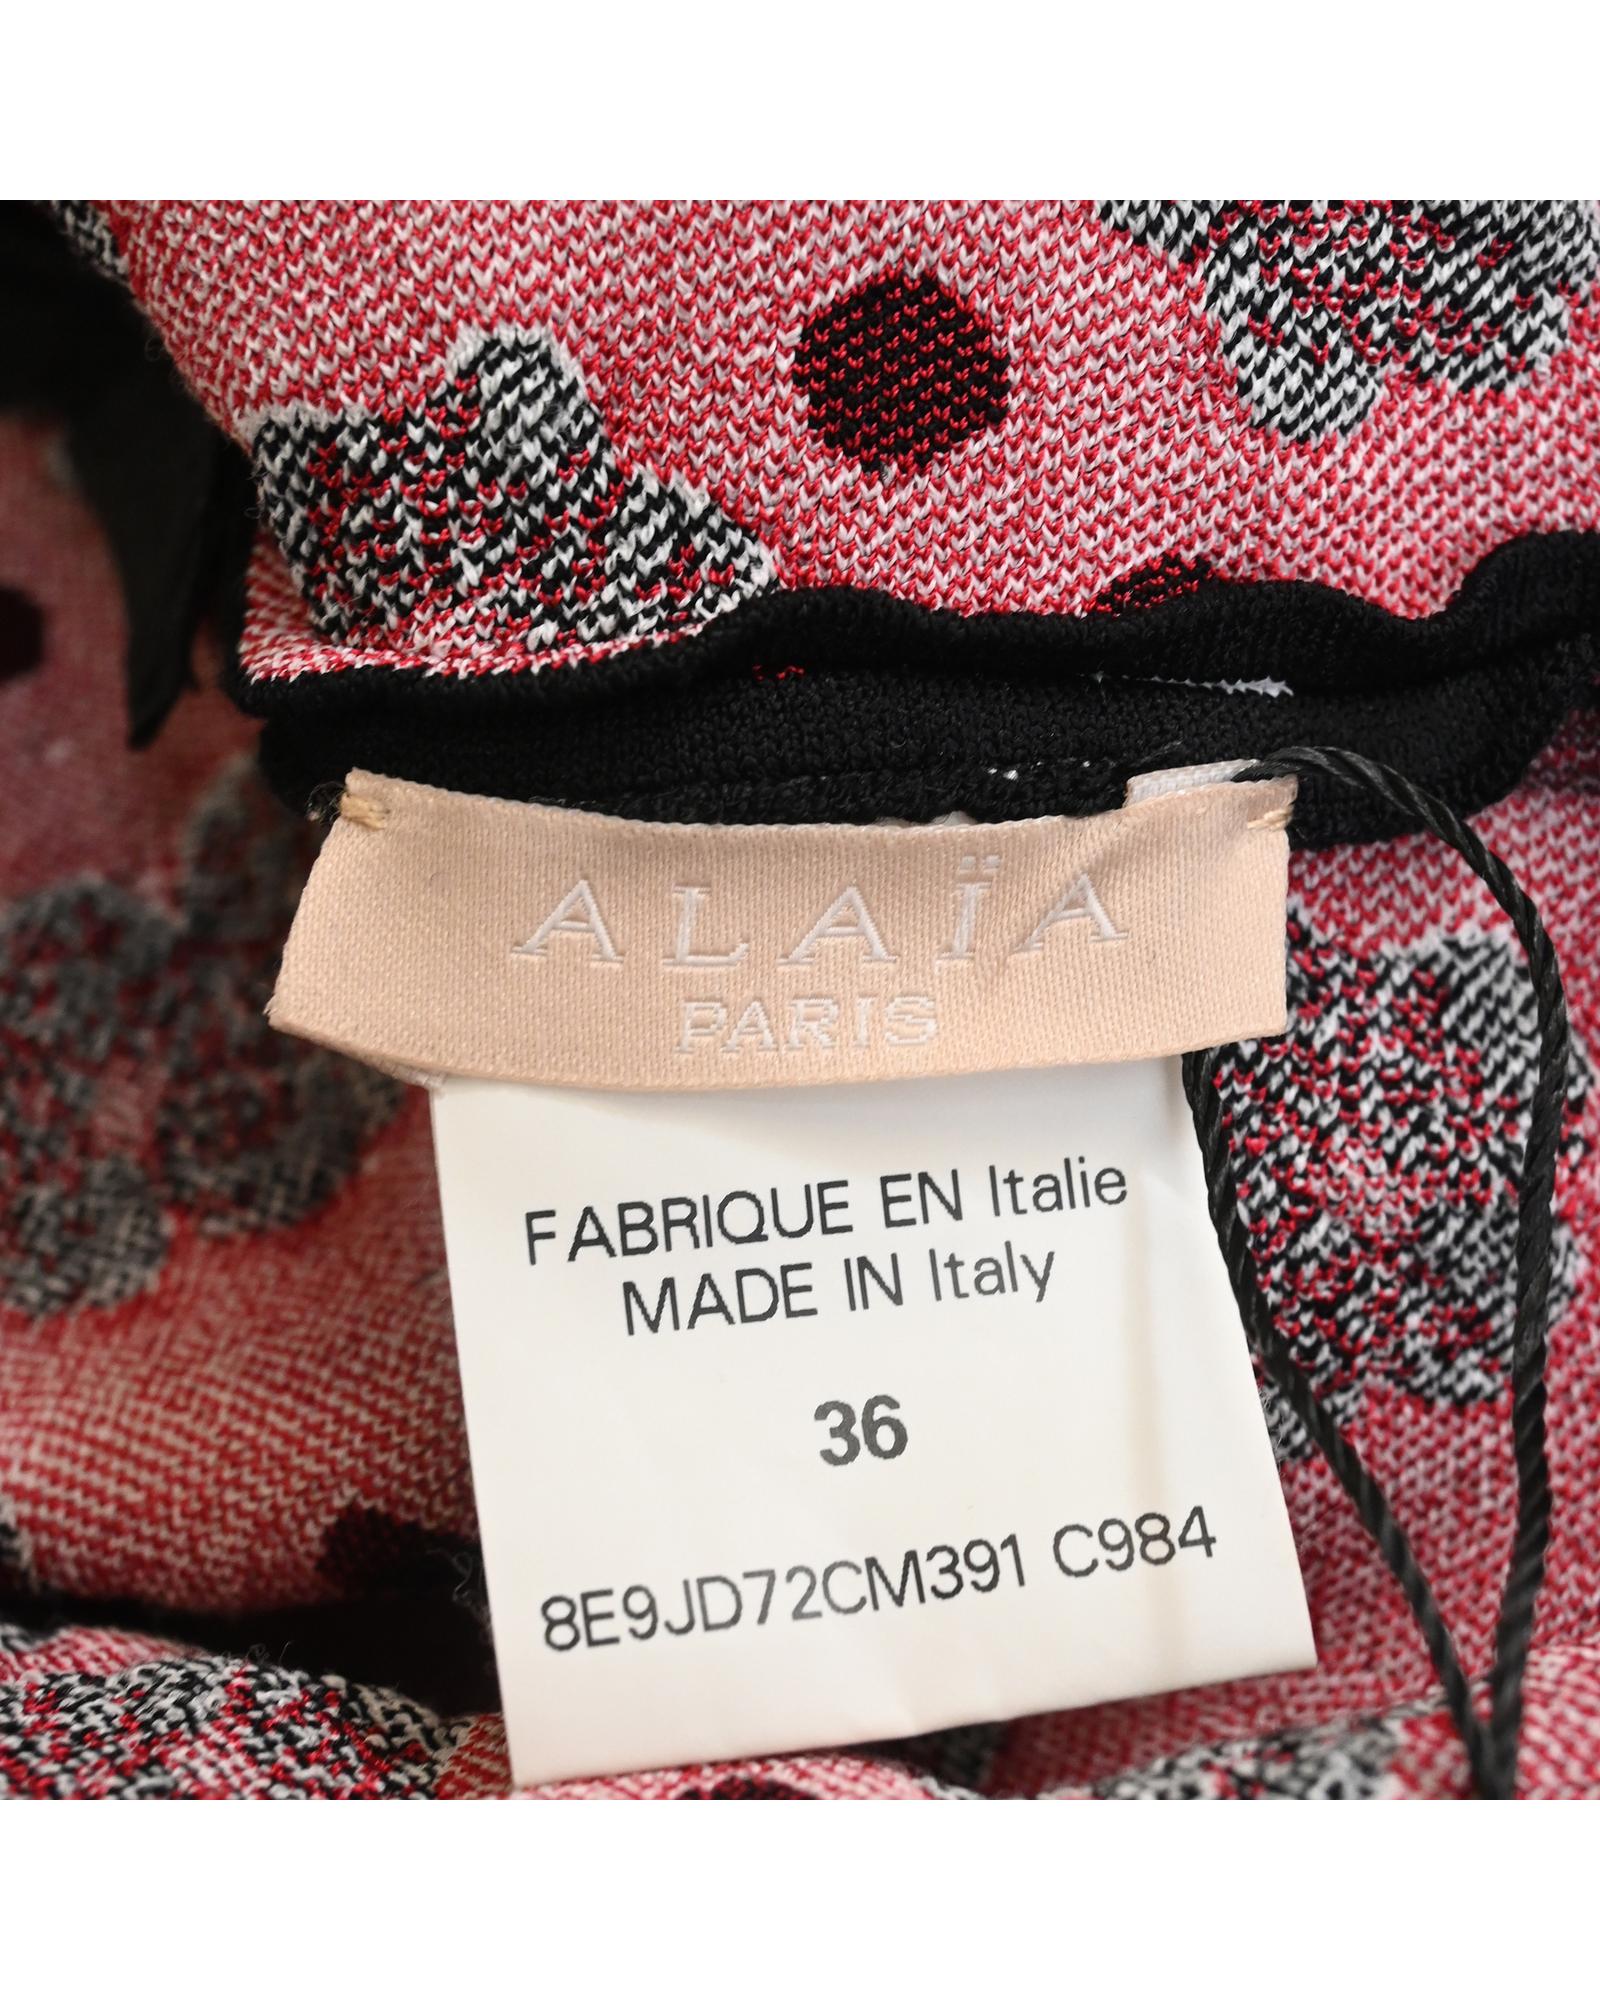 ALAÏA
PARIS
FABRIQUE EN Italie
MADE IN Italy
36
8E9JD72CM391 C984